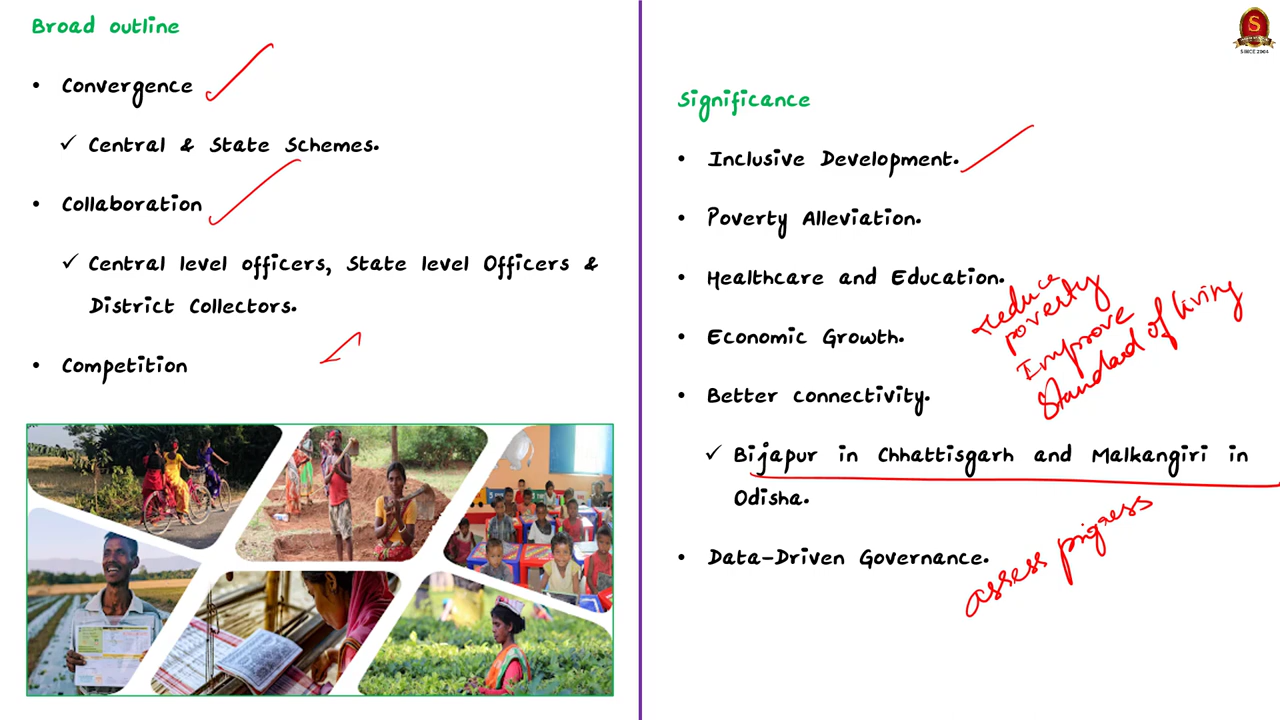 Broad outline
• Convergence
✓ Central & State Schemes.
• Collaboration
✓ Central level officers, State level Officers &
District Collectors.
• Competition
S
SINCE 2004
Significance
• Inclusive Development.
• Poverty Alleviation.
• Healthcare and Education.
reduce
poverty
Improve
Standard of living
• Economic Growth.
• Better connectivity.
✓ Bijapur in Chhattisgarh and Malkangiri in
Odisha.
• Data-Driven Governance.
assess progress